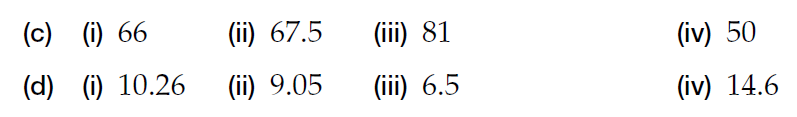 (c) (i) 66 (ii) 67.5 (iii) 81 (iv) 50
(d) (i) 10.26 (ii) 9.05 (iii) 6.5 (iv) 14.6